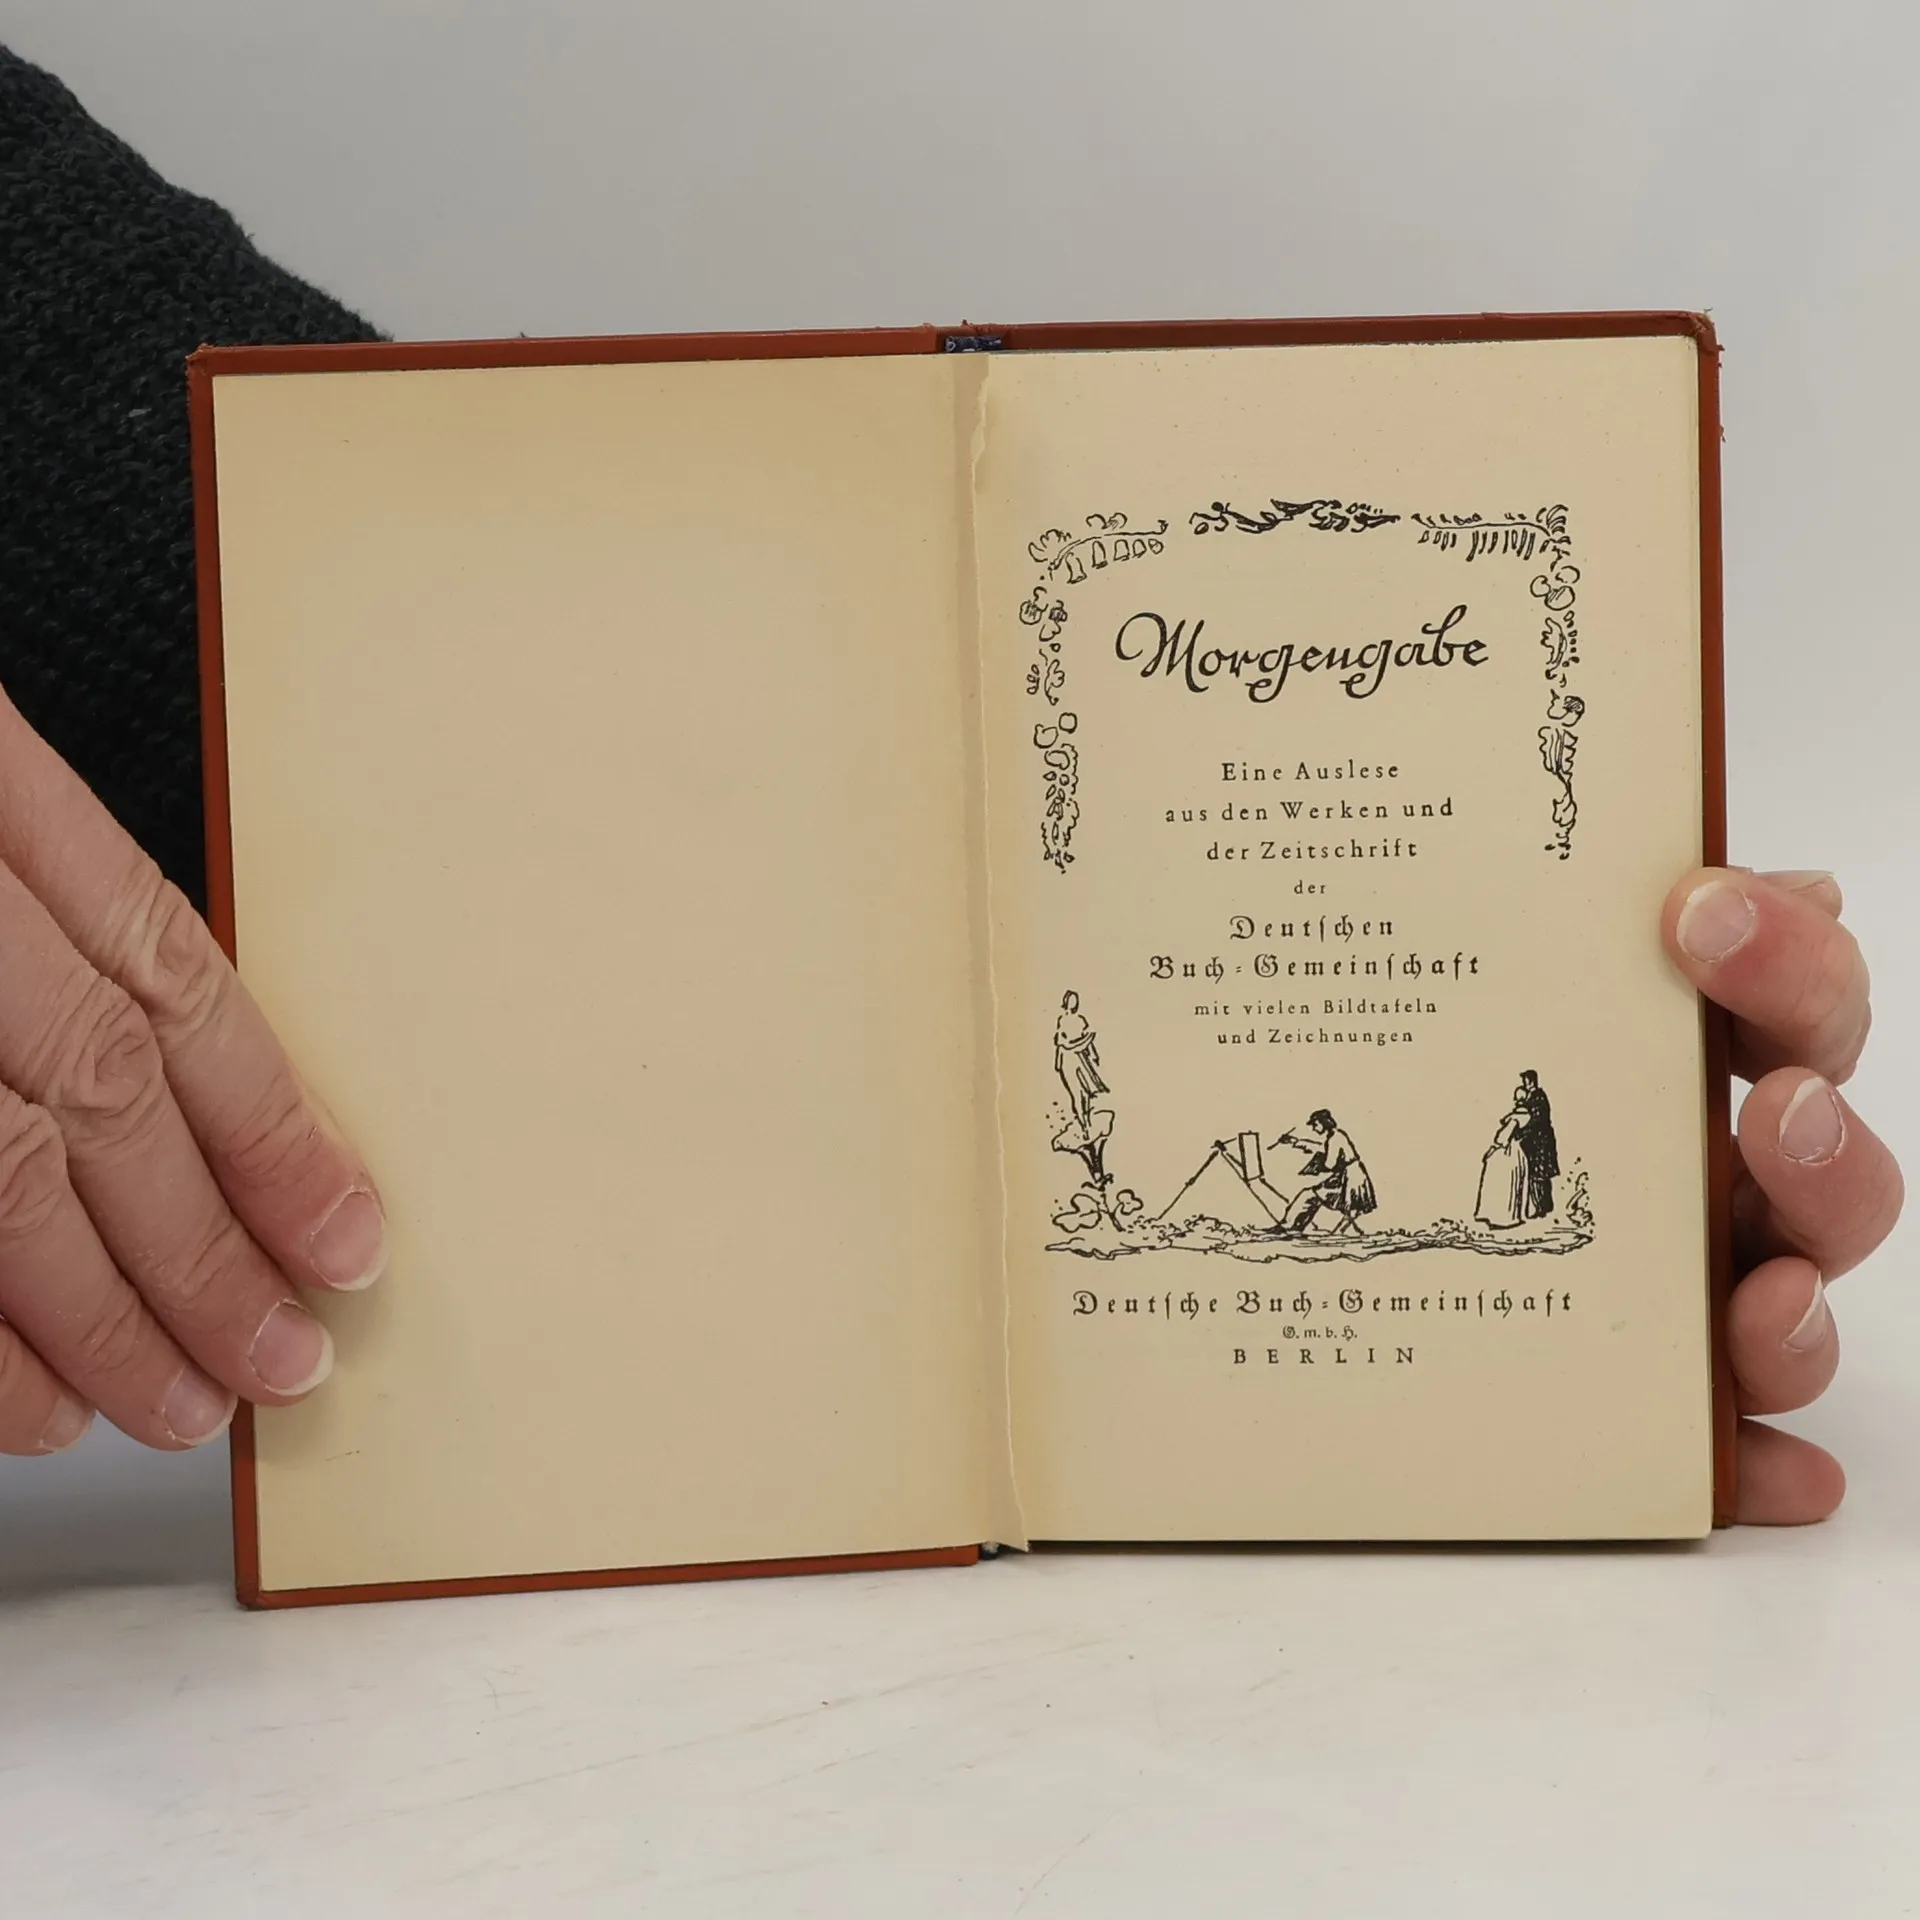 Morgengabe
Eine Auslese
aus den Werken und
der Zeitschrift
der
Deutſchen
Buch-Gemeinſchaft
mit vielen Bildtafeln
und Zeichnungen
Deutſche Buch-Gemeinſchaft
G. m. b. H.
BERLIN